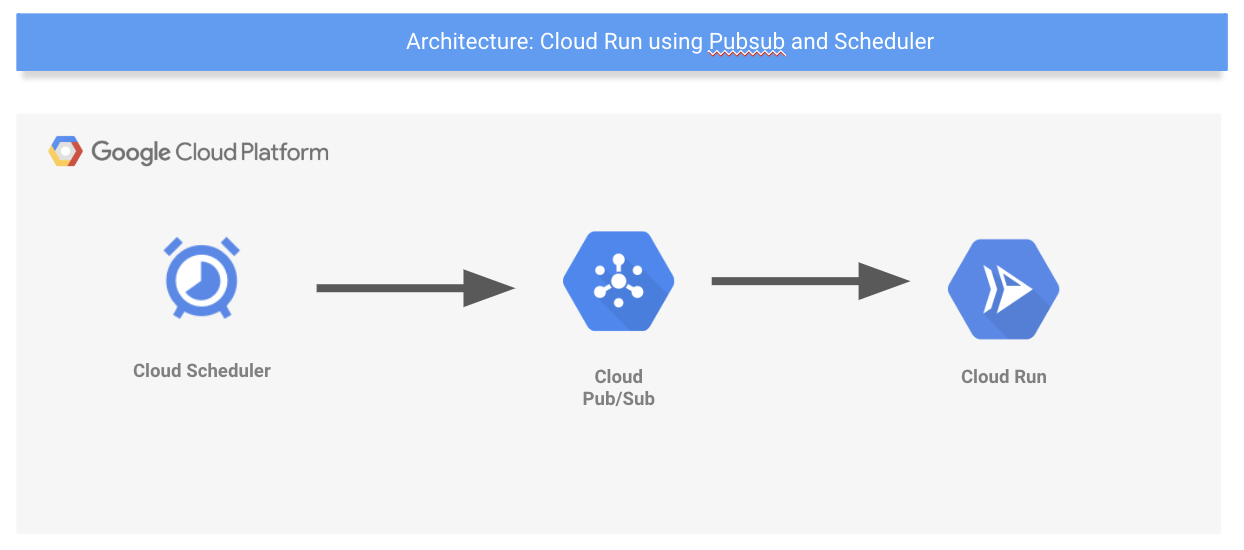 Architecture: Cloud Run using Pubsub and Scheduler
Google Cloud Platform
Cloud Scheduler
Cloud
Pub/Sub
Cloud Run